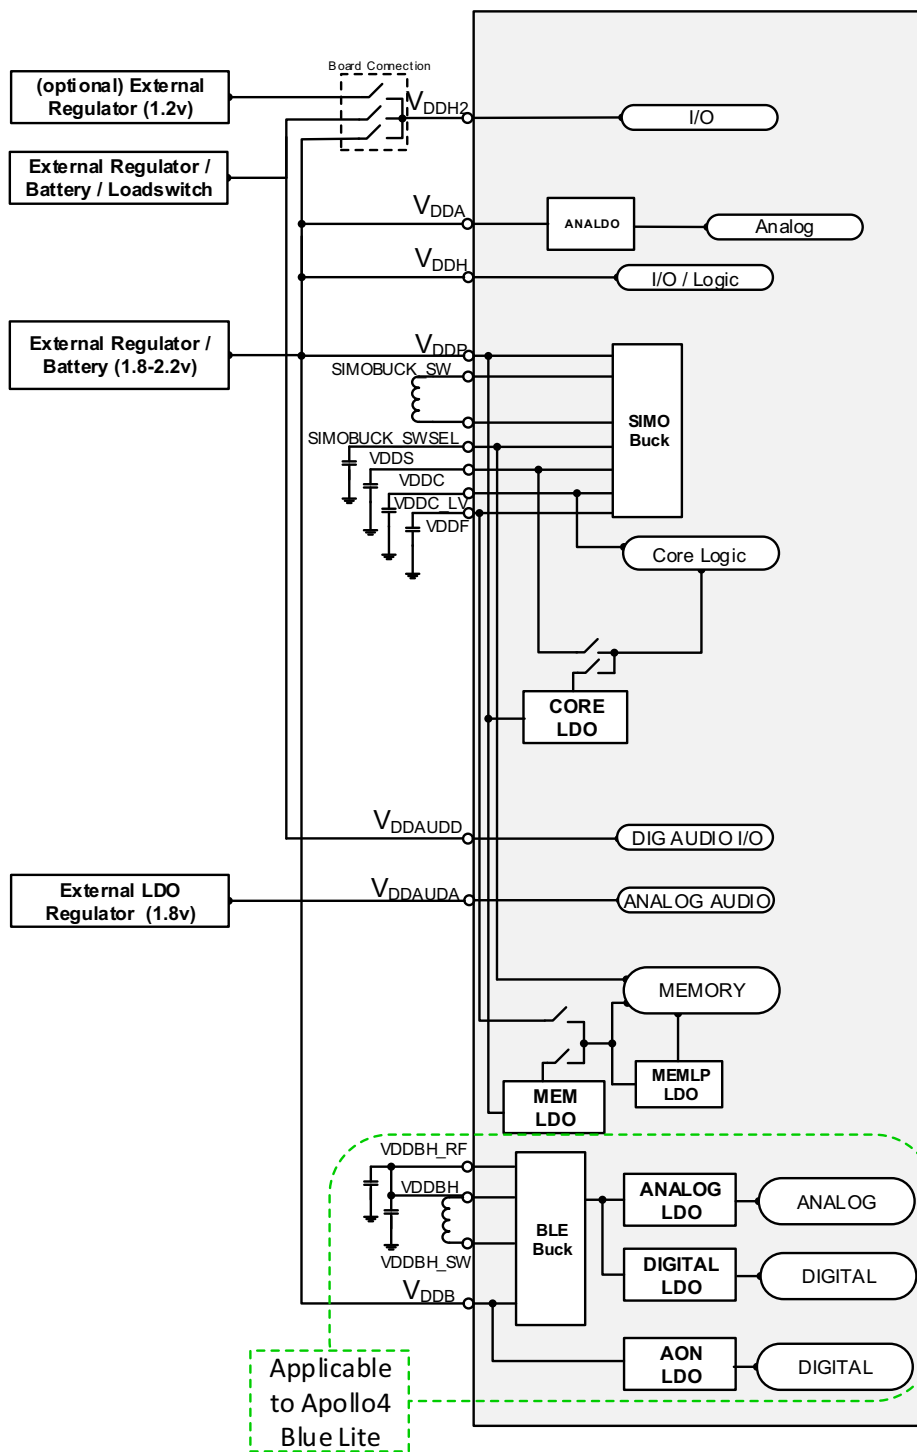 Board Connection
(optional) External
Regulator (1.2v)
VDDH2
I/O
External Regulator /
Battery / Loadswitch
VDDA
ANALDO
Analog
VDDH
I/O / Logic
External Regulator /
Battery (1.8-2.2v)
VDDP
SIMOBUCK_SW
SIMO
Buck
SIMOBUCK_SWSEL
VDDS
VDDC
VDDC_LV
VDDF
Core Logic
CORE
LDO
VDDAUDD
DIG AUDIO I/O
External LDO
Regulator (1.8v)
VDDAUDA
ANALOG AUDIO
MEMORY
MEMLP
LDO
MEM
LDO
VDDBH_RF
VDDBH
VDDBH_SW
BLE
Buck
ANALOG
LDO
ANALOG
DIGITAL
LDO
DIGITAL
VDDB
AON
LDO
DIGITAL
Applicable
to Apollo4
Blue Lite